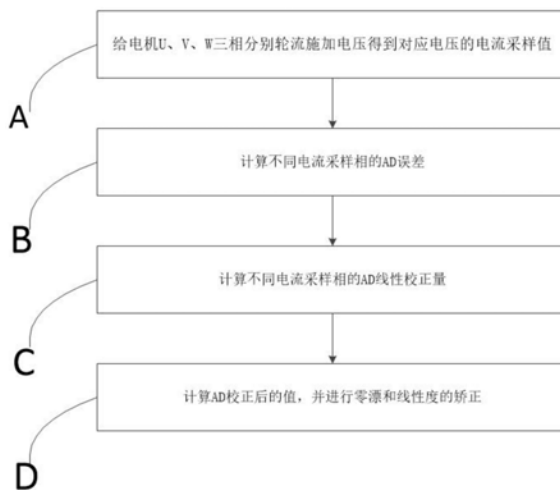 给电机U、V、W三相分别轮流施加电压得到对应电压的电流采样值
A
计算不同电流采样相的AD误差
B
计算不同电流采样相的AD线性校正量
C
计算AD校正后的值，并进行零漂和线性度的矫正
D